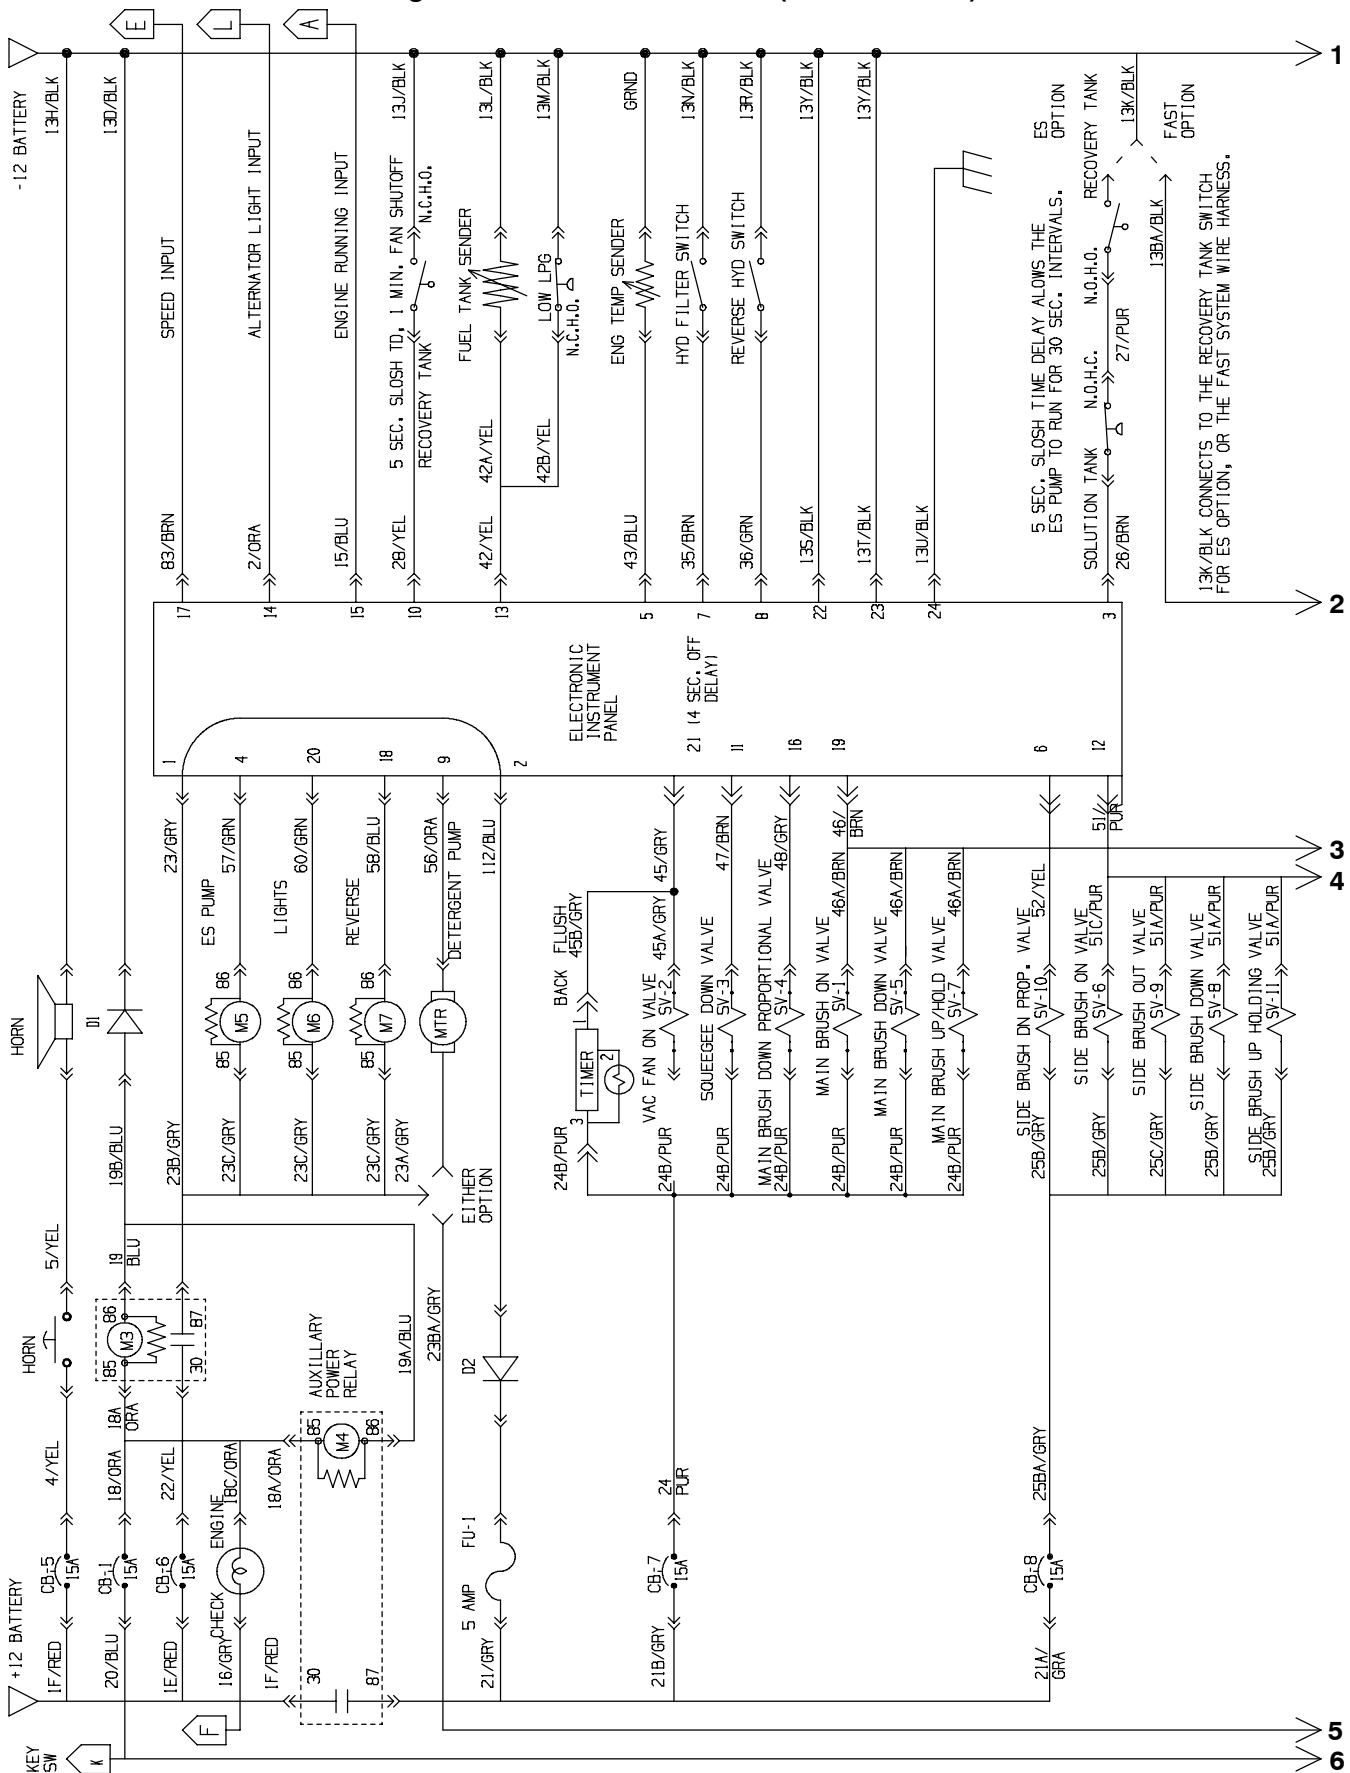 -12 BATTERY
E
L
A
1
13H/BLK
13D/BLK
13J/BLK
13L/BLK
13M/BLK
GRND
13N/BLK
13R/BLK
13Y/BLK
13Y/BLK
13K/BLK
SPEED INPUT
ALTERNATOR LIGHT INPUT
ENGINE RUNNING INPUT
5 SEC. SLOSH TD, 1 MIN. FAN SHUTOFF
RECOVERY TANK
N.C.H.O.
FUEL TANK SENDER
LOW LPG
N.C.H.O.
ENG TEMP SENDER
HYD FILTER SWITCH
REVERSE HYD SWITCH
ES
OPTION
FAST
OPTION
RECOVERY TANK
N.O.H.O.
27/PUR
N.O.H.C.
SOLUTION TANK
26/BRN
13BA/BLK
5 SEC. SLOSH TIME DELAY ALOWS THE
ES PUMP TO RUN FOR 30 SEC. INTERVALS.
13K/BLK CONNECTS TO THE RECOVERY TANK SWITCH
FOR ES OPTION, OR THE FAST SYSTEM WIRE HARNESS.
83/BRN
2/ORA
15/BLU
28/YEL
42/YEL
42A/YEL
42B/YEL
43/BLU
35/BRN
36/GRN
13S/BLK
13T/BLK
13U/BLK
17
14
15
10
13
5
7
8
22
23
24
3
2
ELECTRONIC
INSTRUMENT
PANEL
21 (4 SEC. OFF
DELAY)
1
4
20
18
9
2
11
16
19
6
12
23/GRY
57/GRN
60/GRN
58/BLU
56/ORA
112/BLU
45/GRY
47/BRN
48/GRY
46/
BRN
52/YEL
51/
PUR
3
4
ES PUMP
LIGHTS
REVERSE
DETERGENT PUMP
BACK FLUSH
45B/GRY
45A/GRY
46A/BRN
46A/BRN
46A/BRN
51C/PUR
51A/PUR
51A/PUR
51A/PUR
HORN
D1
86
M5
85
86
M6
85
86
M7
85
MTR
1
TIMER
2
3
VAC FAN ON VALVE
SV-2
SQUEEGEE DOWN VALVE
SV-3
MAIN BRUSH DOWN PROPORTIONAL VALVE
SV-4
MAIN BRUSH ON VALVE
SV-1
MAIN BRUSH DOWN VALVE
SV-5
MAIN BRUSH UP/HOLD VALVE
SV-7
SIDE BRUSH DN PROP. VALVE
SV-10
SIDE BRUSH ON VALVE
SV-6
SIDE BRUSH OUT VALVE
SV-9
SIDE BRUSH DOWN VALVE
SV-8
SIDE BRUSH UP HOLDING VALVE
SV-11
19B/BLU
23B/GRY
23C/GRY
23C/GRY
23C/GRY
23A/GRY
24B/PUR
24B/PUR
24B/PUR
24B/PUR
24B/PUR
24B/PUR
24B/PUR
25B/GRY
25B/GRY
25C/GRY
25B/GRY
25B/GRY
EITHER
OPTION
5/YEL
19
BLU
HORN
86
M3
85
87
30
AUXILLARY
POWER
RELAY
19A/BLU
23BA/GRY
D2
4/YEL
18A
ORA
18/ORA
22/YEL
18C/ORA
18A/ORA
85
M4
86
24
PUR
25BA/GRY
CB-5
15A
CB-1
15A
CB-6
15A
CHECK ENGINE
5 AMP FU-1
CB-7
15A
CB-8
15A
+12 BATTERY
1F/RED
20/BLU
1E/RED
16/GRY
1F/RED
30
87
21/GRY
21B/GRY
21A/
GRA
F
KEY
SW
K
5
6